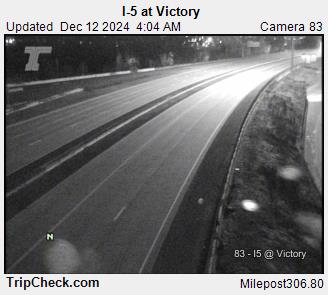 I-5 at Victory
Updated Dec 12 2024 4:04 AM Camera 83
T
N
83 - I5 @ Victory
TripCheck.com Milepost306.80